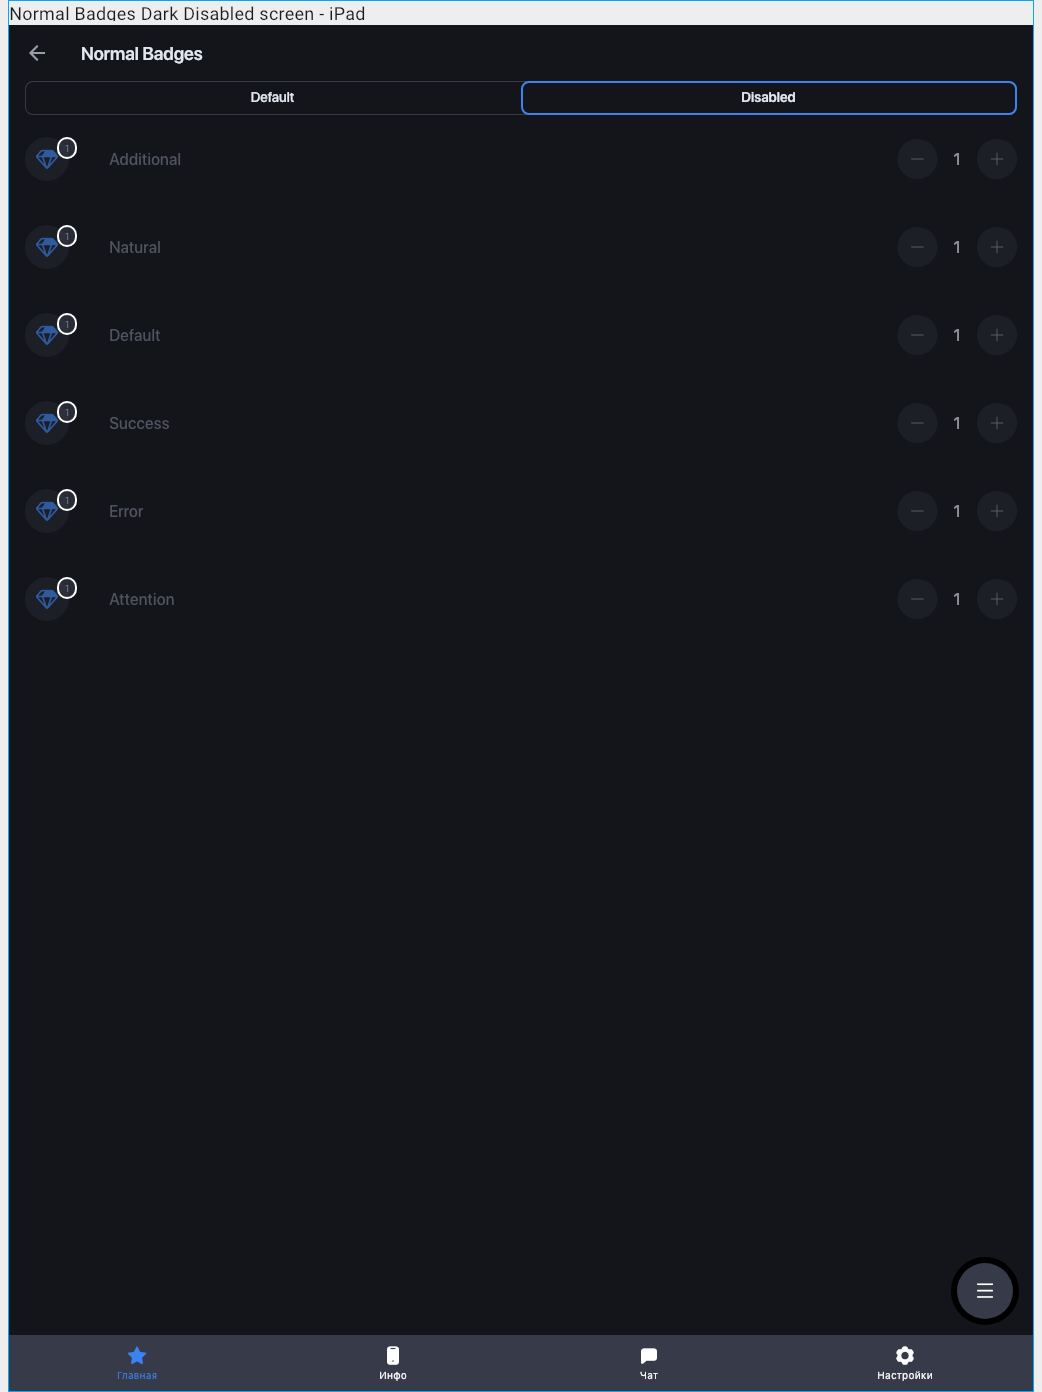 Normal Badges Dark Disabled screen - iPad
Normal Badges
Default Disabled
1 Additional 1
1 Natural 1
1 Default 1
1 Success 1
1 Error 1
1 Attention 1
Главная Инфо Чат Настройки